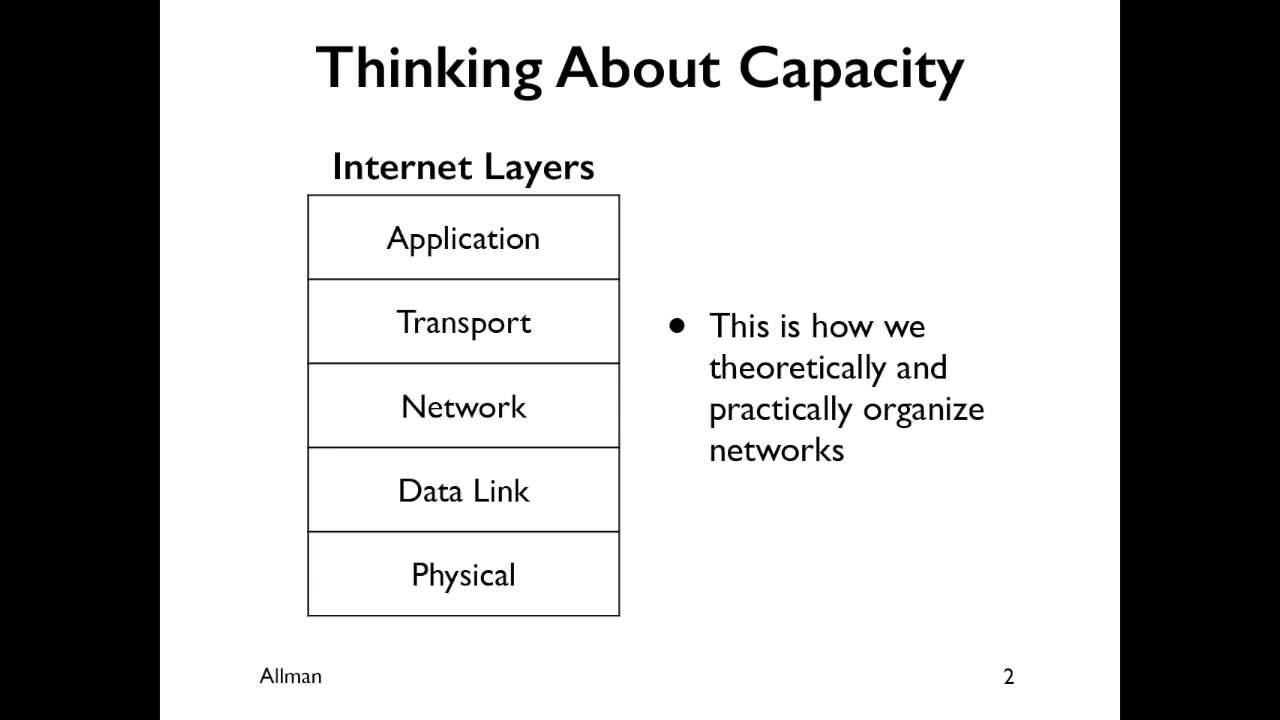 Thinking About Capacity
Internet Layers
Application
Transport
Network
Data Link
Physical
● This is how we
theoretically and
practically organize
networks
Allman
2